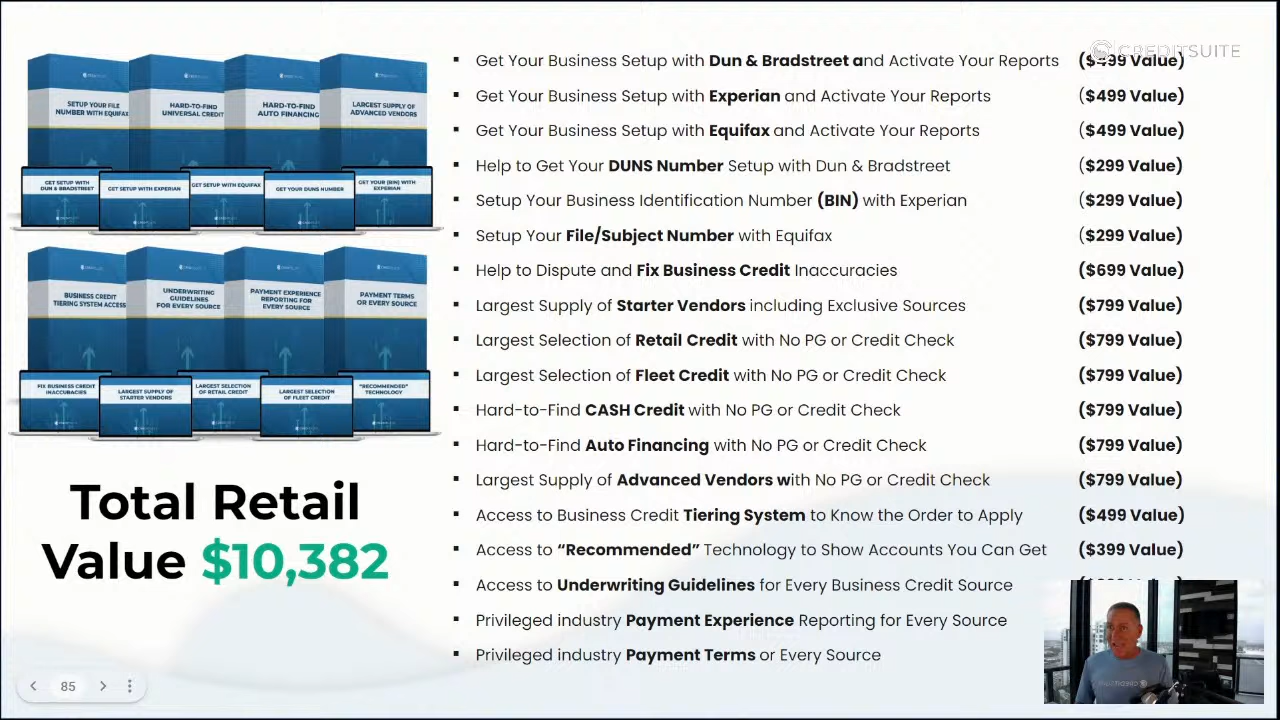 CREDITSUITE
Get Your Business Setup with Dun & Bradstreet and Activate Your Reports ($499 Value)
Get Your Business Setup with Experian and Activate Your Reports ($499 Value)
Get Your Business Setup with Equifax and Activate Your Reports ($499 Value)
Help to Get Your DUNS Number Setup with Dun & Bradstreet ($299 Value)
Setup Your Business Identification Number (BIN) with Experian ($299 Value)
Setup Your File/Subject Number with Equifax ($299 Value)
Help to Dispute and Fix Business Credit Inaccuracies ($699 Value)
Largest Supply of Starter Vendors including Exclusive Sources ($799 Value)
Largest Selection of Retail Credit with No PG or Credit Check ($799 Value)
Largest Selection of Fleet Credit with No PG or Credit Check ($799 Value)
Hard-to-Find CASH Credit with No PG or Credit Check ($799 Value)
Hard-to-Find Auto Financing with No PG or Credit Check ($799 Value)
Largest Supply of Advanced Vendors with No PG or Credit Check ($799 Value)
Access to Business Credit Tiering System to Know the Order to Apply ($499 Value)
Access to “Recommended” Technology to Show Accounts You Can Get ($399 Value)
Access to Underwriting Guidelines for Every Business Credit Source
Privileged industry Payment Experience Reporting for Every Source
Privileged industry Payment Terms or Every Source
SETUP YOUR FILE
NUMBER WITH EQUIFAX
HARD-TO-FIND
UNIVERSAL CREDIT
HARD-TO-FIND
AUTO FINANCING
LARGEST SUPPLY OF
ADVANCED VENDORS
GET SETUP WITH
DUN & BRADSTREET
GET SETUP WITH EXPERIAN
GET SETUP WITH EQUIFAX
GET YOUR DUNS NUMBER
GET YOUR (BIN) WITH
EXPERIAN
BUSINESS CREDIT
TIERING SYSTEM ACCESS
UNDERWRITING
GUIDELINES
FOR EVERY SOURCE
PAYMENT EXPERIENCE
REPORTING FOR
EVERY SOURCE
PAYMENT TERMS
OR EVERY SOURCE
FIX BUSINESS CREDIT
INACCURACIES
LARGEST SUPPLY OF
STARTER VENDORS
LARGEST SELECTION
OF RETAIL CREDIT
LARGEST SELECTION
OF FLEET CREDIT
"RECOMMENDED"
TECHNOLOGY
Total Retail
Value $10,382
85